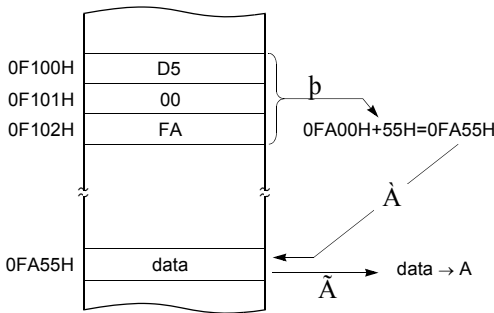 0F100H D5
0F101H 00
0F102H FA
þ
0FA00H+55H=0FA55H
À
0FA55H data
Ã
data → A